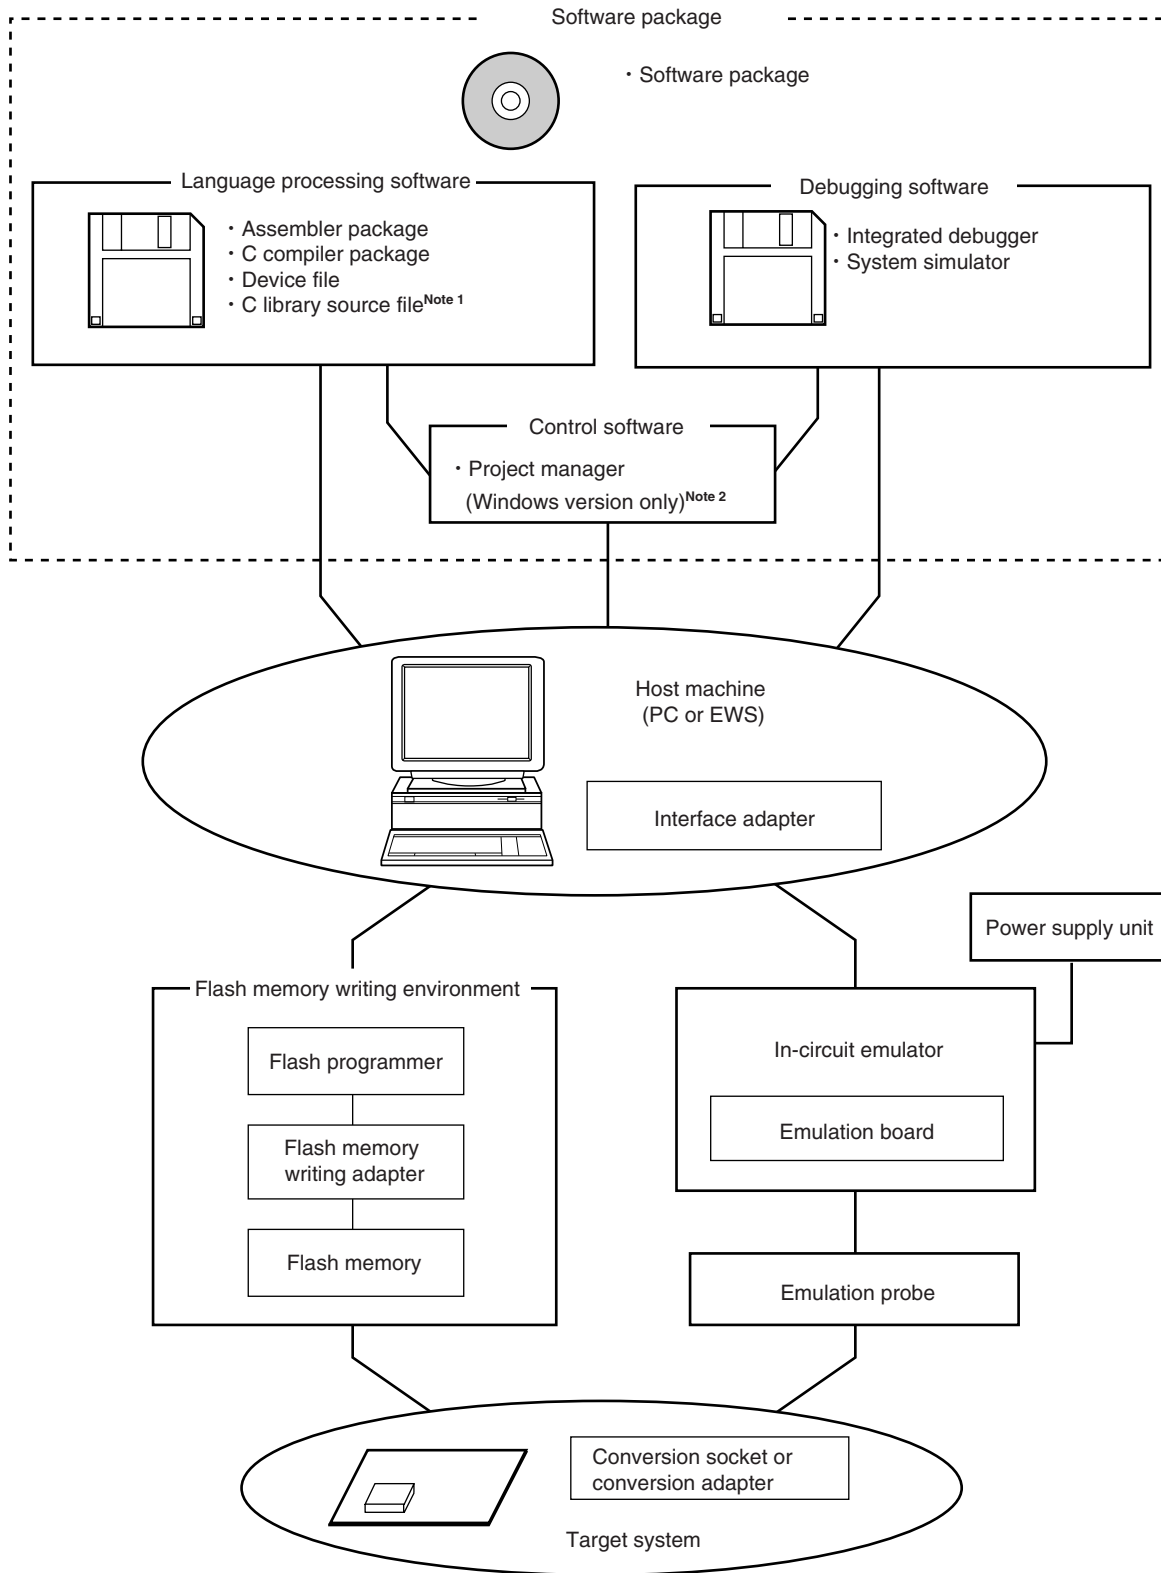 Software package
・Software package
Language processing software
・Assembler package
・C compiler package
・Device file
・C library source fileNote 1
Debugging software
・Integrated debugger
・System simulator
Control software
・Project manager
(Windows version only)Note 2
Host machine
(PC or EWS)
Interface adapter
Power supply unit
Flash memory writing environment
Flash programmer
Flash memory
writing adapter
Flash memory
In-circuit emulator
Emulation board
Emulation probe
Conversion socket or
conversion adapter
Target system